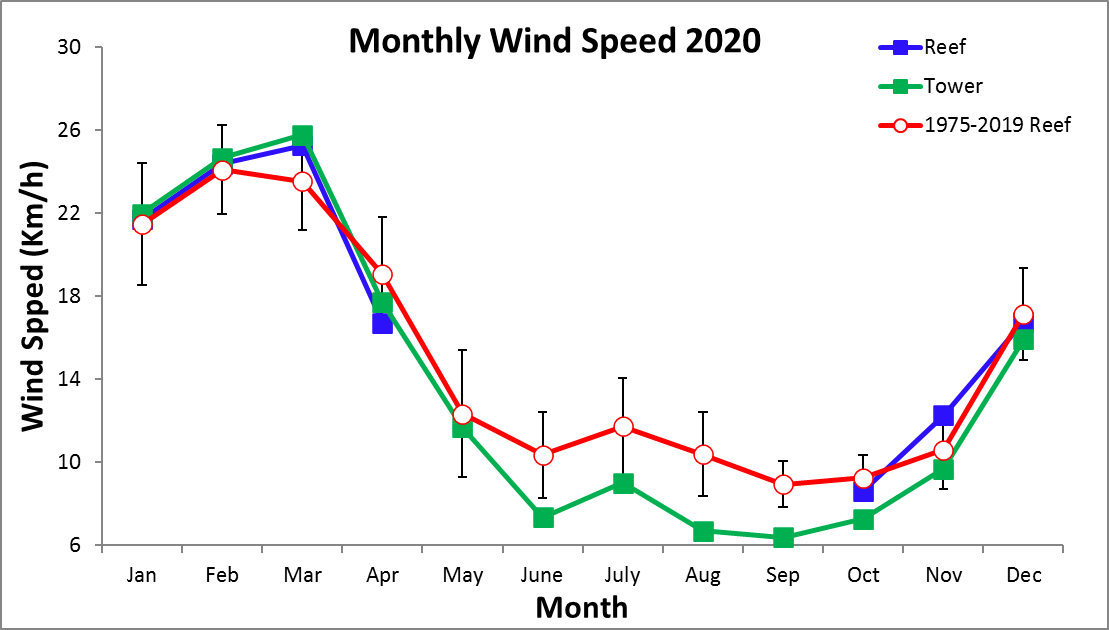 Monthly Wind Speed 2020
Reef
Tower
1975-2019 Reef
Wind Spped (Km/h)
30
26
22
18
14
10
6
Jan Feb Mar Apr May June July Aug Sep Oct Nov Dec
Month